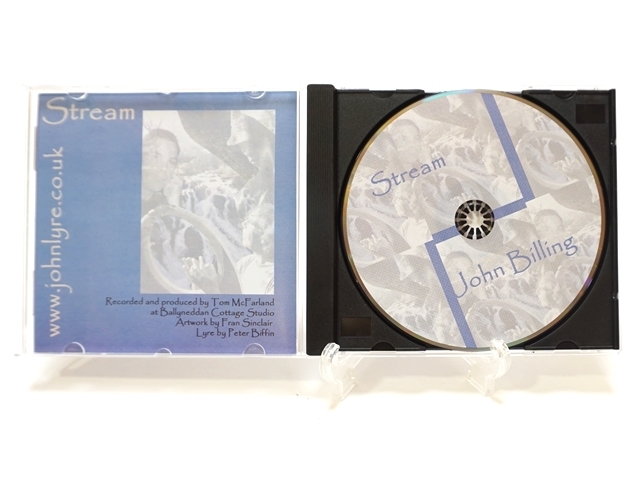 Stream
www.johnlyre.co.uk
Recorded and produced by Tom McFarland
at Ballyneddan Cottage Studio
Artwork by Fran Sinclair
Lyre by Peter Biffin
Stream
John Billing